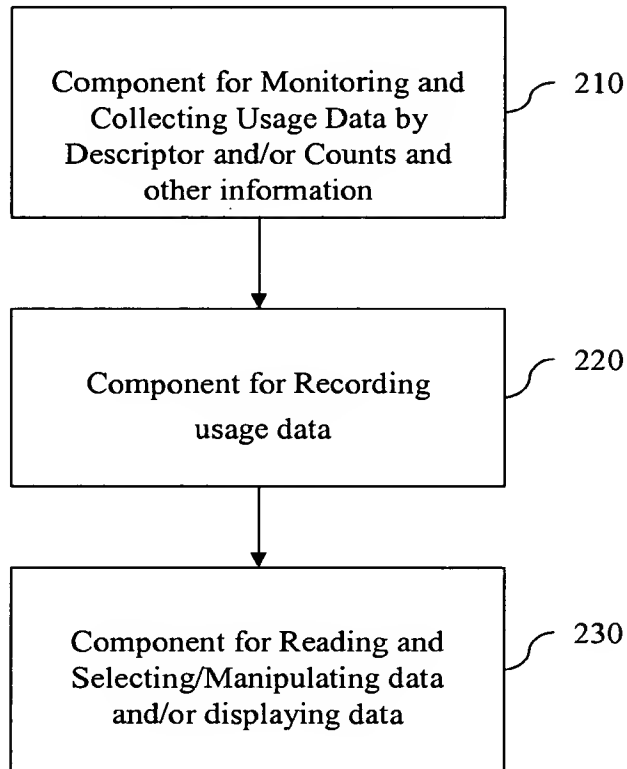 Component for Monitoring and
Collecting Usage Data by
Descriptor and/or Counts and
other information
210
Component for Recording
usage data
220
Component for Reading and
Selecting/Manipulating data
and/or displaying data
230